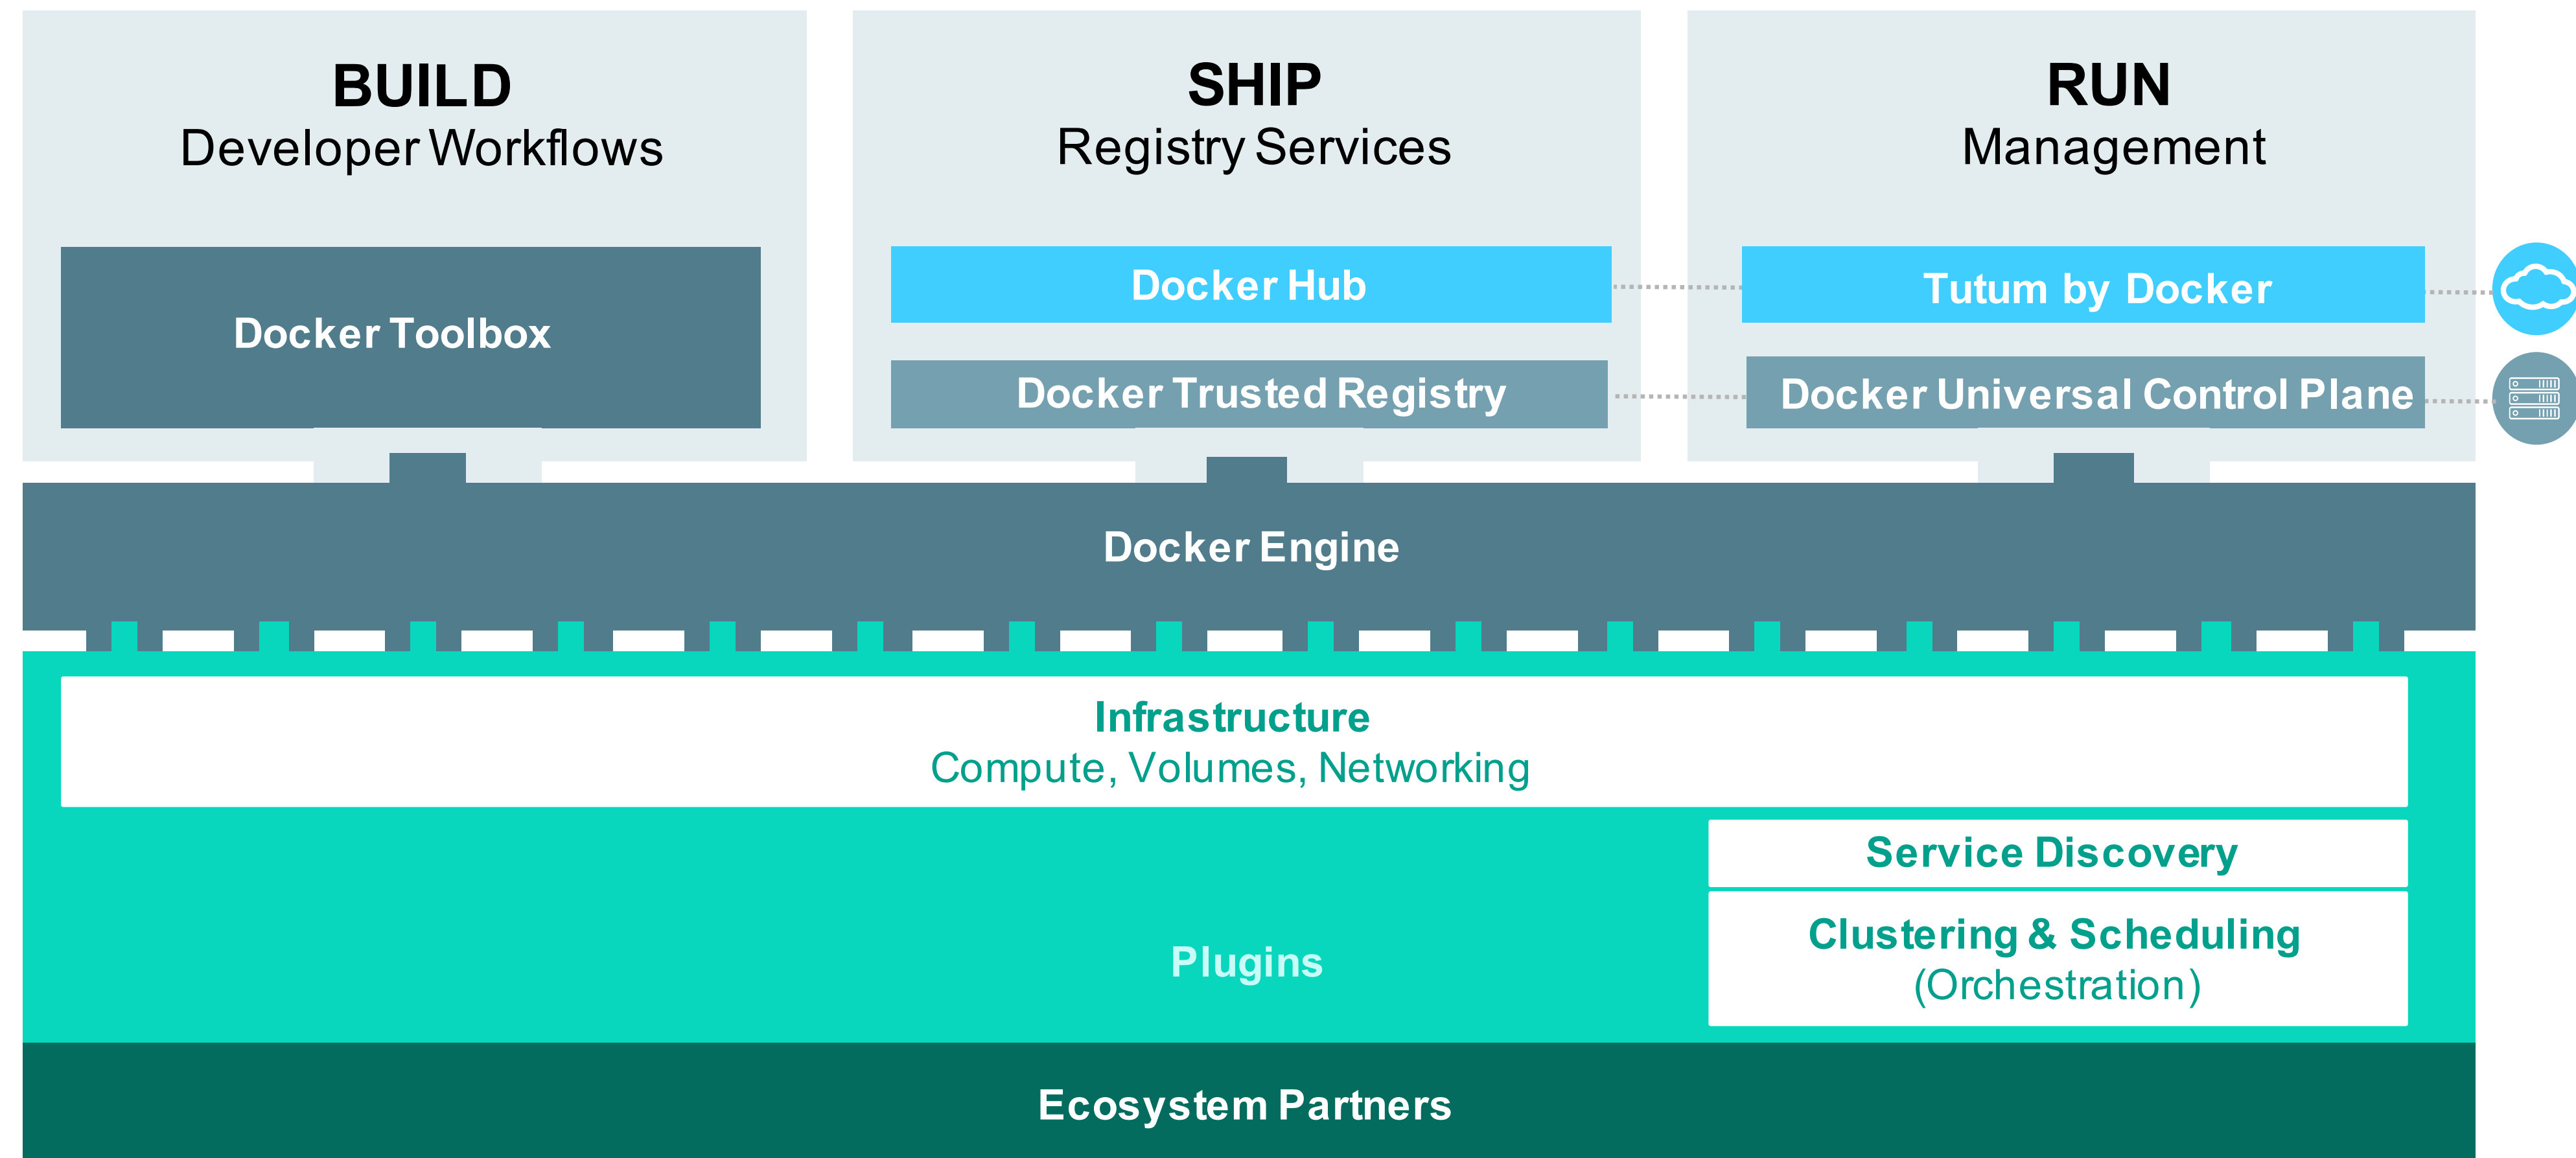 BUILD
Developer Workflows
SHIP
Registry Services
RUN
Management
Docker Toolbox
Docker Hub
Tutum by Docker
Docker Trusted Registry
Docker Universal Control Plane
Docker Engine
Infrastructure
Compute, Volumes, Networking
Service Discovery
Clustering & Scheduling
(Orchestration)
Plugins
Ecosystem Partners